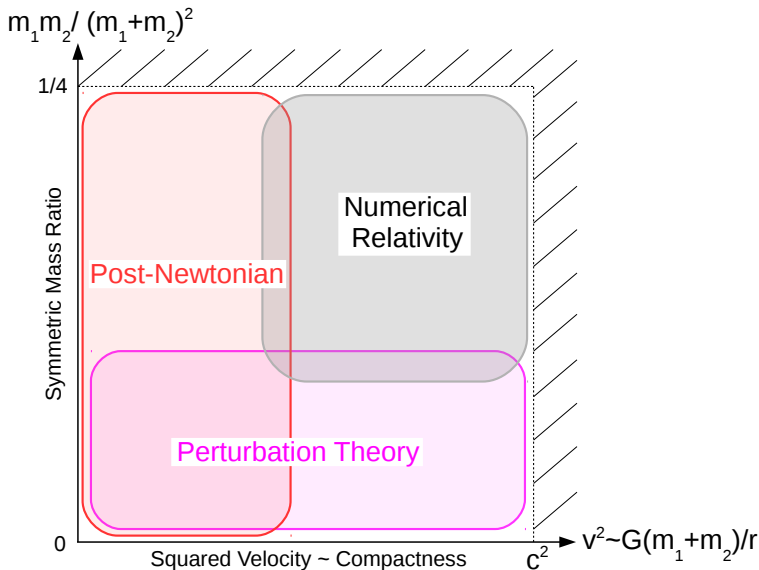 m₁m₂/ (m₁+m₂)²
1/4
Numerical
Relativity
Post-Newtonian
Symmetric Mass Ratio
Perturbation Theory
0
Squared Velocity ~ Compactness
c²
v²~G(m₁+m₂)/r